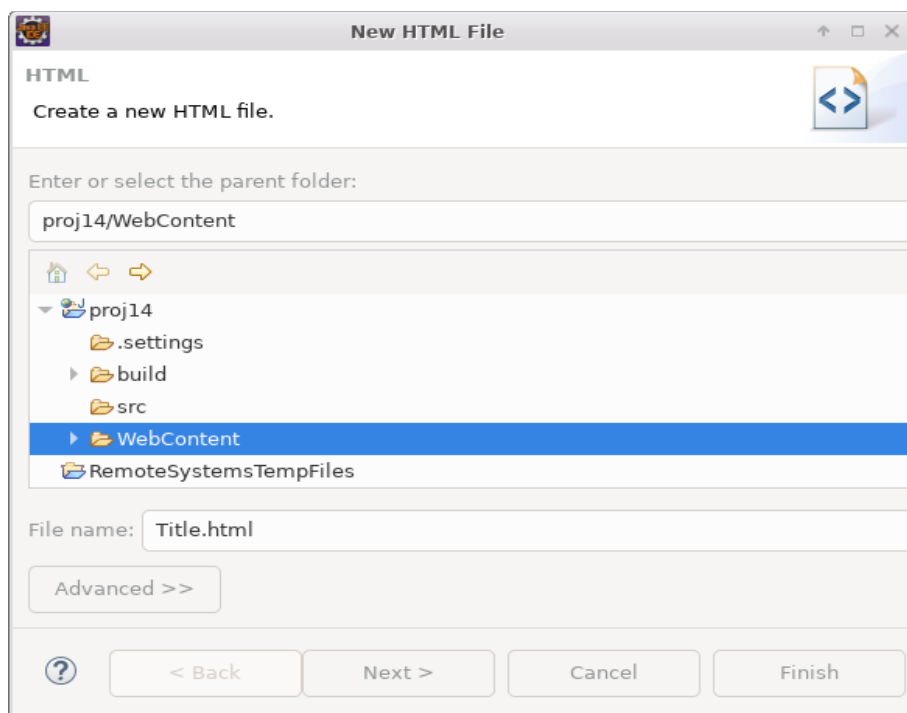 New HTML File
HTML
Create a new HTML file.
Enter or select the parent folder:
proj14/WebContent
proj14
.settings
build
src
WebContent
RemoteSystemsTempFiles
File name: Title.html
Advanced >>
? < Back Next > Cancel Finish